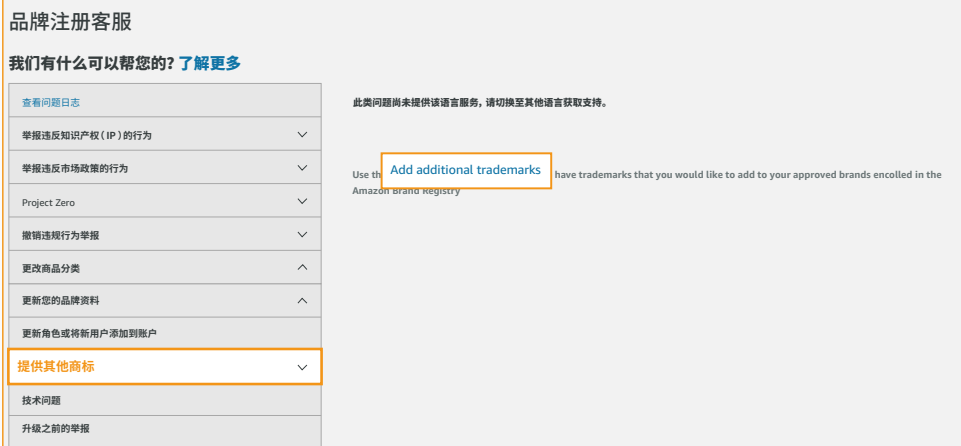 品牌注册客服
我们有什么可以帮您的? 了解更多
查看问题日志
举报违反知识产权 ( IP ) 的行为
举报违反市场政策的行为
Project Zero
撤销违规行为举报
更改商品分类
更新您的品牌资料
更新角色或将新用户添加到账户
提供其他商标
技术问题
升级之前的举报
此类问题尚未提供该语言服务, 请切换至其他语言获取支持。
Use th Add additional trademarks have trademarks that you would like to add to your approved brands encolled in the
Amazon Brand Registry